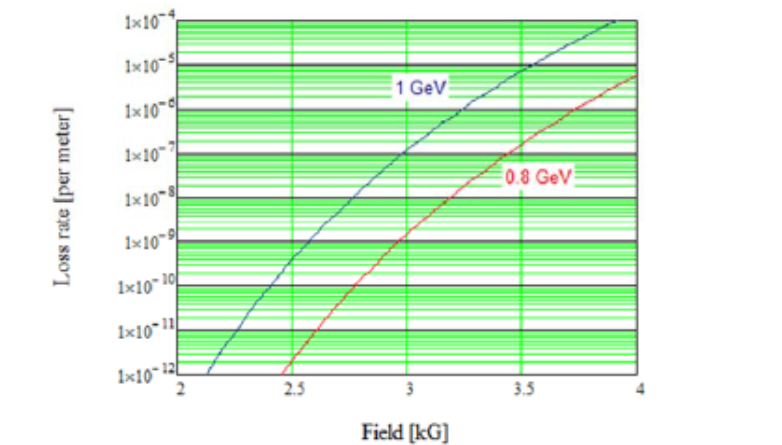 1×10⁻⁴
1×10⁻⁵
1 GeV
1×10⁻⁶
1×10⁻⁷
0.8 GeV
1×10⁻⁸
1×10⁻⁹
1×10⁻¹⁰
1×10⁻¹¹
1×10⁻¹²
Loss rate [per meter]
2 2.5 3 3.5 4
Field [kG]